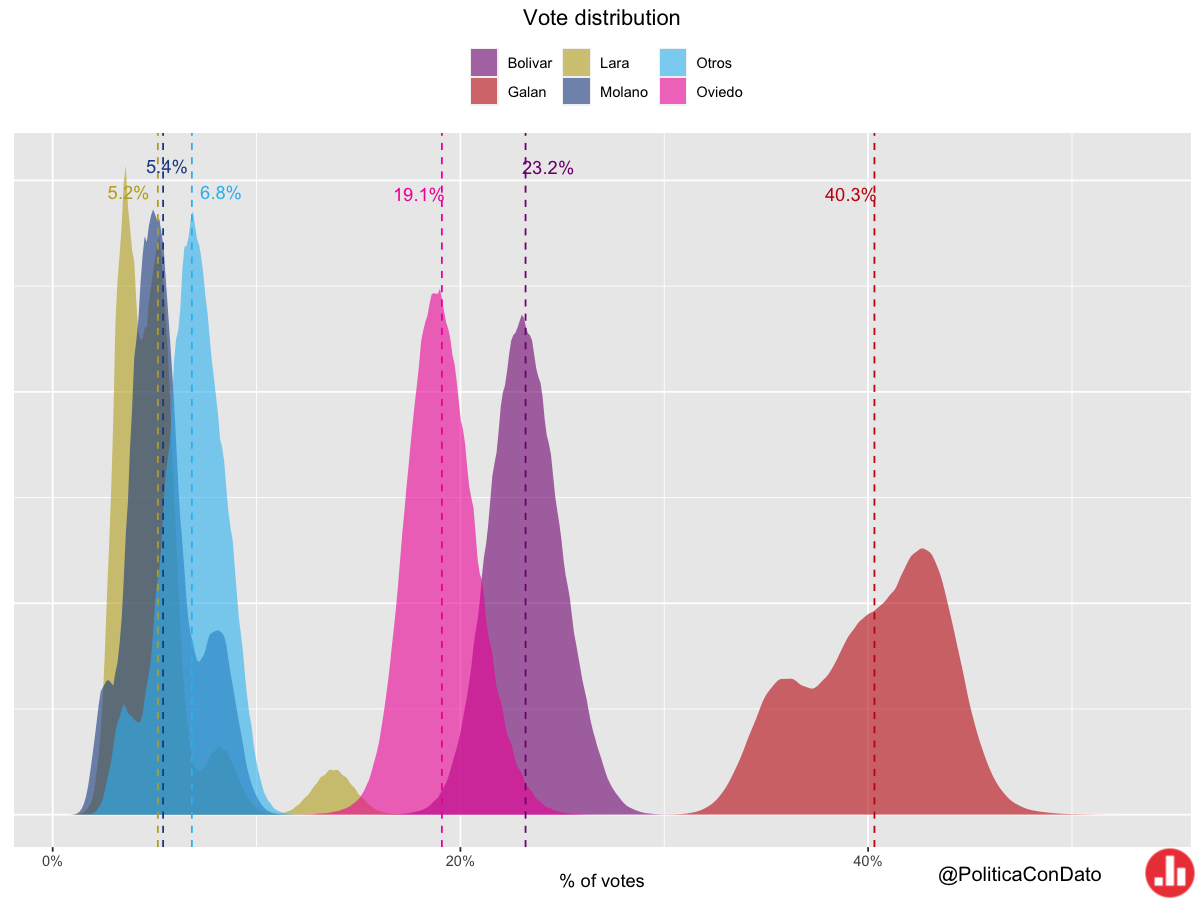 Vote distribution
Bolivar Lara Otros
Galan Molano Oviedo
5.4% 23.2%
5.2% 6.8% 19.1% 40.3%
0% 20% 40%
% of votes
@PoliticaConDato